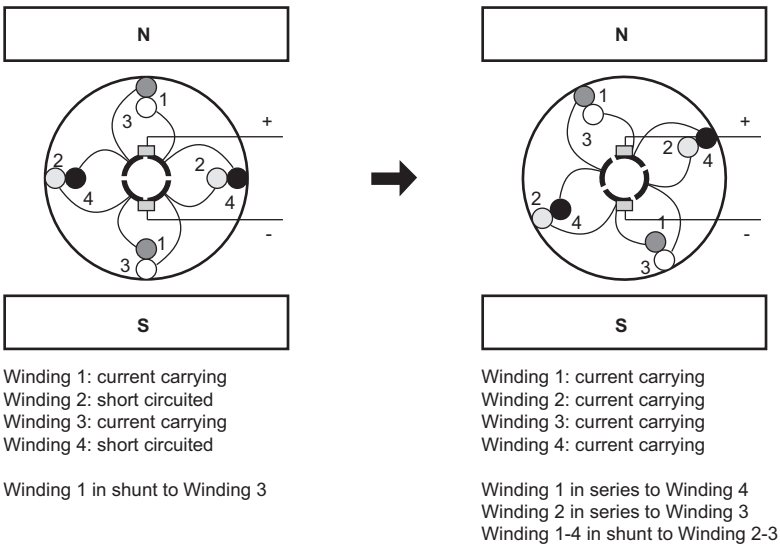 N
1
3
+
2
4
2
4
1
3
-
S
Winding 1: current carrying
Winding 2: short circuited
Winding 3: current carrying
Winding 4: short circuited
Winding 1 in shunt to Winding 3
N
1
3
+
2
4
2
4
1
3
-
S
Winding 1: current carrying
Winding 2: current carrying
Winding 3: current carrying
Winding 4: current carrying
Winding 1 in series to Winding 4
Winding 2 in series to Winding 3
Winding 1-4 in shunt to Winding 2-3